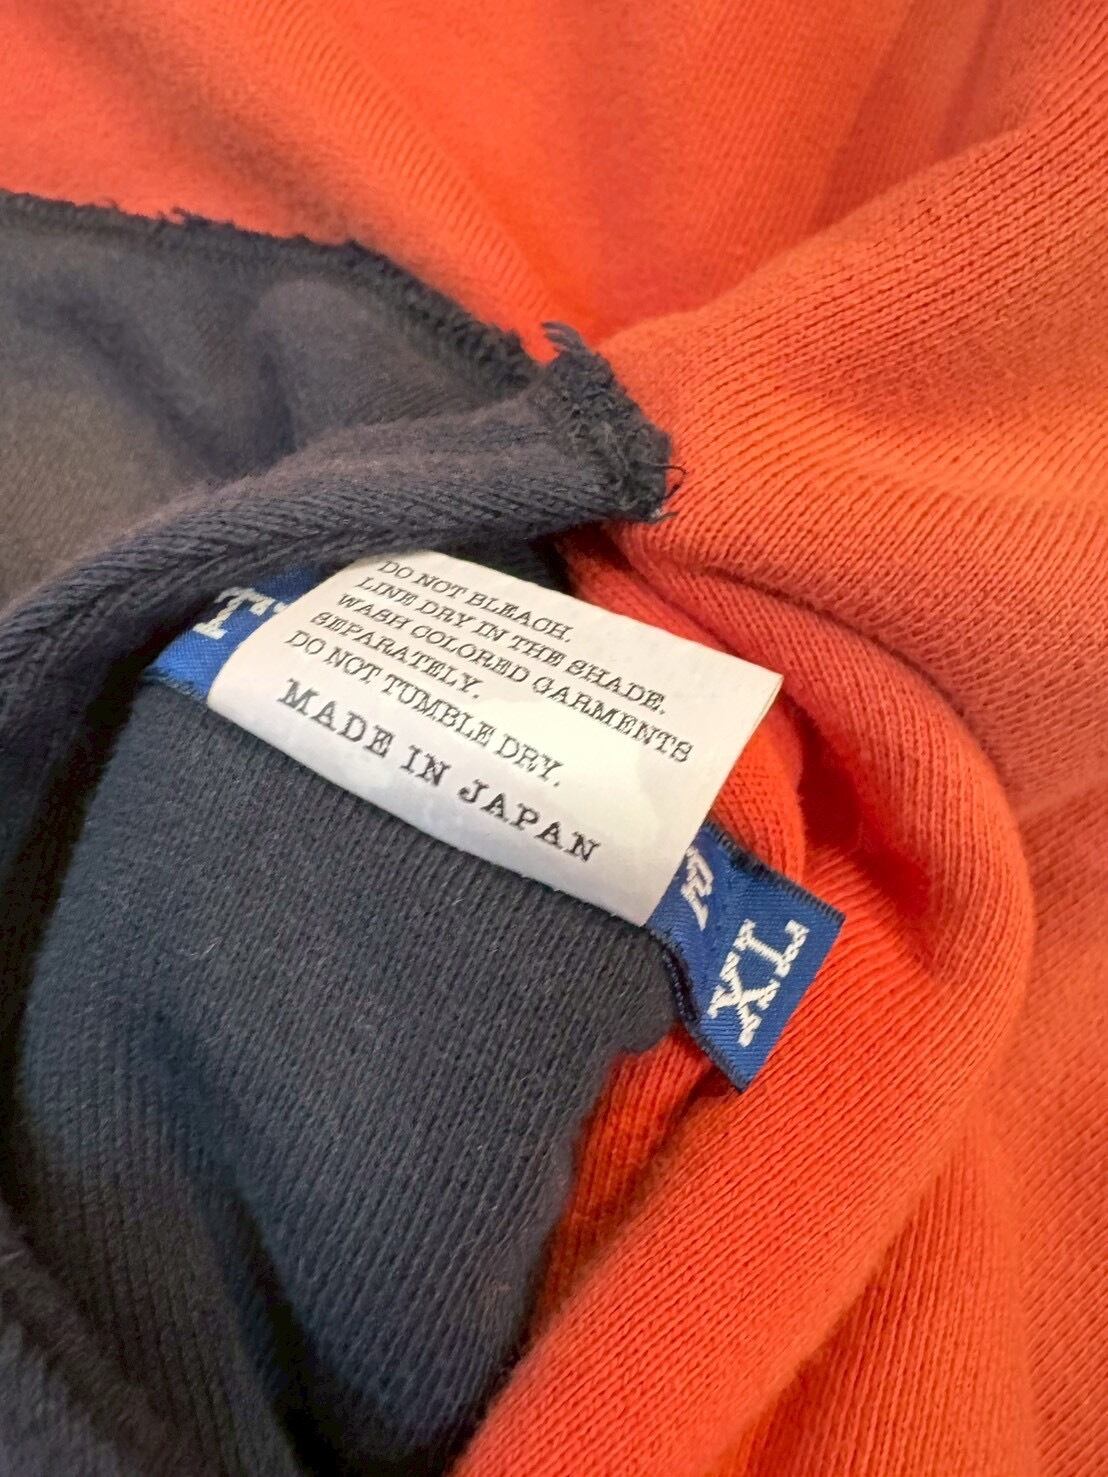 DO NOT BLEACH.
LINE DRY IN THE SHADE.
WASH COLORED GARMENTS
SEPARATELY.
DO NOT TUMBLE DRY.
MADE IN JAPAN
XL